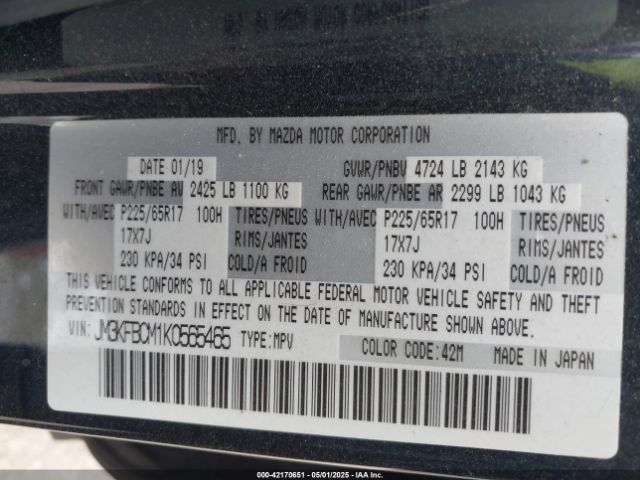 MFD. BY MAZDA MOTOR CORPORATION
DATE 01/19 GVWR/PNBV 4724 LB 2143 KG
FRONT GAWR/PNBE AV 2425 LB 1100 KG REAR GAWR/PNBE AR 2299 LB 1043 KG
WITH/AVEC P225/65R17 100H TIRES/PNEUS WITH/AVEC P225/65R17 100H TIRES/PNEUS
17X7J RIMS/JANTES 17X7J RIMS/JANTES
230 KPA/34 PSI COLD/A FROID 230 KPA/34 PSI COLD/A FROID
THIS VEHICLE CONFORMS TO ALL APPLICABLE FEDERAL MOTOR VEHICLE SAFETY AND THEFT
PREVENTION STANDARDS IN EFFECT ON THE DATE OF MANUFACTURE SHOWN ABOVE.
VIN: JM3KFBCM1K0565465 TYPE:MPV COLOR CODE:42M MADE IN JAPAN
000-42170651 - 05/01/2025 - IAAI.COM